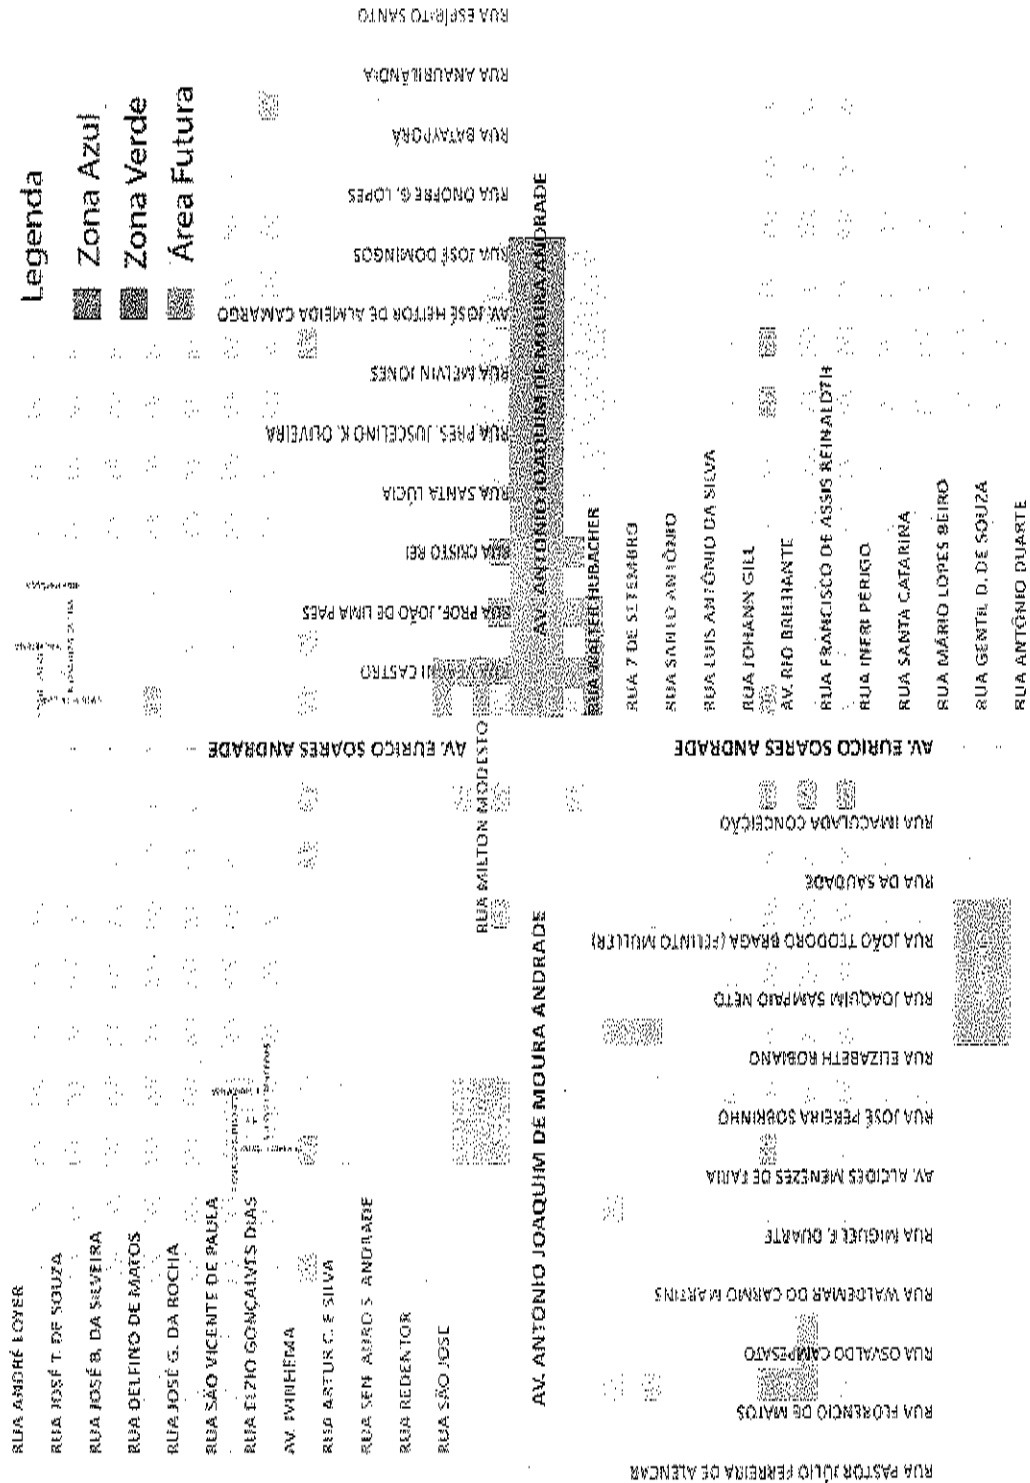 Legenda
Zona Azul
Zona Verde
Área Futura
RUA ESPÍRITO SANTO
RUA ANAURILÂNDIA
RUA BATAYPORÃ
RUA ONOFRE G. LOPES
RUA JOSÉ DOMINGOS
AV. JOSÉ HEITOR DE ALMEIDA CAMARGO
RUA MELVIN JONES
RUA PRES. JUSCELINO K. OLIVEIRA
RUA SANTA LÚCIA
RUA CRISTO REI
RUA PROF. JOÃO DE LIMA PAES
CASTRO
AV. EURICO SOARES ANDRADE
RUA MILTON MODESTO
AV. ANTONIO JOAQUIM DE MOURA ANDRADE
RUA WALTER HUBACHER
RUA 7 DE SETEMBRO
RUA SANTO ANTÔNIO
RUA LUIS ANTÔNIO DA SILVA
RUA JOHANN GILL
AV. RIO BRILHANTE
RUA FRANCISCO DE ASSIS
RUA INERI PERIGO
RUA SANTA CATARINA
RUA MÁRIO LOPES BEIRO
RUA GENTIL D. DE SOUZA
RUA ANTÔNIO DUARTE
RUA ANDRÉ LOYER
RUA JOSÉ T. DE SOUZA
RUA JOSÉ B. DA SILVEIRA
RUA DELFINO DE MATOS
RUA JOSÉ G. DA ROCHA
RUA SÃO VICENTE DE PAULA
RUA ELZIO GONÇALVES DIAS
AV. IVINHEMA
RUA ARTUR C. E SILVA
RUA SEN. AURO S. ANDRADE
RUA REDENTOR
RUA SÃO JOSÉ
AV. ANTONIO JOAQUIM DE MOURA ANDRADE
AV. EURICO SOARES ANDRADE
RUA IMACULADA CONCEIÇÃO
RUA DA SAUDADE
RUA JOÃO TEODORO BRAGA (FELINTO MULLER)
RUA JOAQUIM SAMPAIO NETO
RUA ELIZABETH ROBIANO
RUA JOSÉ PEREIRA SOBRINHO
AV. ALCIDES MENEZES DE FARIA
RUA MIGUEL F. DUARTE
RUA WALDEMAR DO CARMO MARTINS
RUA OSVALDO CAMPESATO
RUA FLORENCIO DE MATOS
RUA PASTOR JÚLIO FERREIRA DE ALENCAR